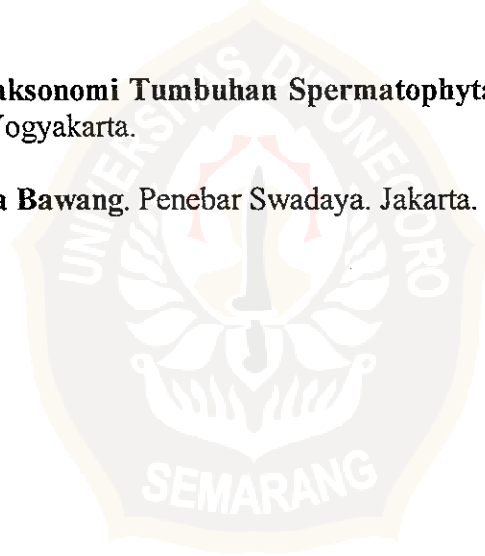 aksonomi Tumbuhan Spermatophyta
Yogyakarta.
a Bawang. Penebar Swadaya. Jakarta.
UNIVERSITAS DIPONEGORO
SEMARANG